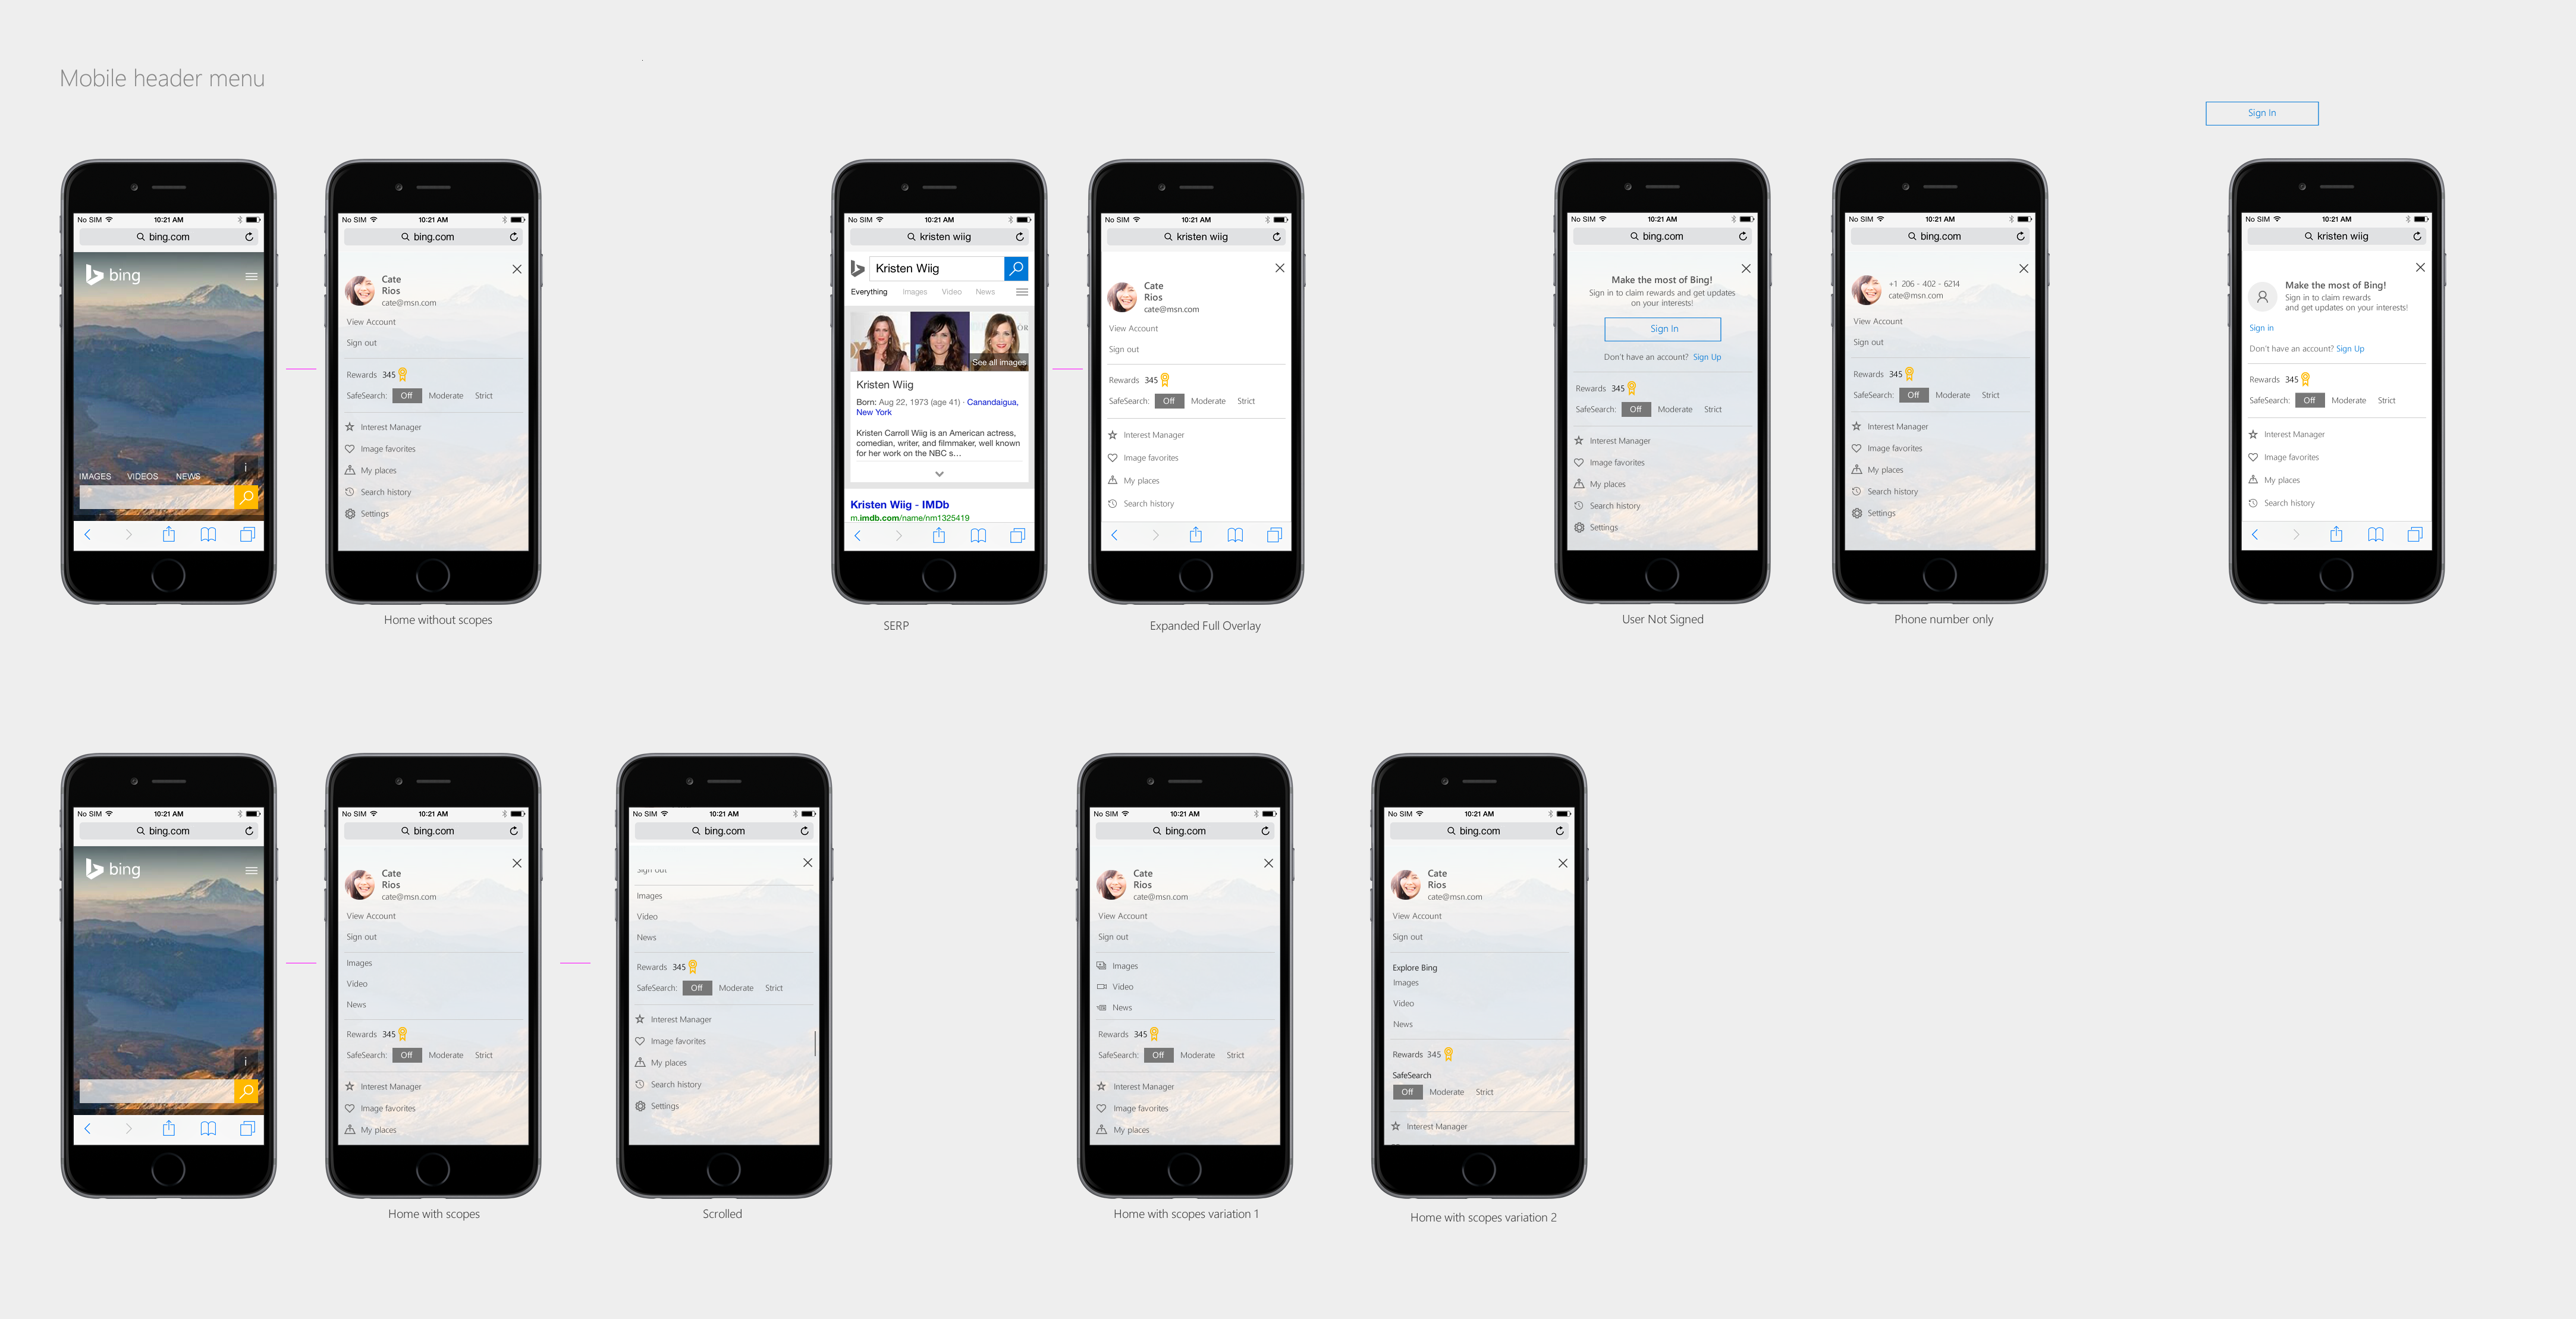 Mobile header menu
Sign In
No SIM 10:21 AM
bing.com
bing
i
IMAGES VIDEOS NEWS
No SIM 10:21 AM
bing.com
Cate
Rios
cate@msn.com
View Account
Sign out
Rewards 345
SafeSearch: Off Moderate Strict
Interest Manager
Image favorites
My places
Search history
Settings
Home without scopes
No SIM 10:21 AM
kristen wiig
Kristen Wiig
Everything Images Video News
OR
See all images
Kristen Wiig
Born: Aug 22, 1973 (age 41) · Canandaigua,
New York
Kristen Carroll Wiig is an American actress,
comedian, writer, and filmmaker, well known
for her work on the NBC s...
Kristen Wiig - IMDb
m.imdb.com/name/nm1325419
SERP
No SIM 10:21 AM
kristen wiig
Cate
Rios
cate@msn.com
View Account
Sign out
Rewards 345
SafeSearch: Off Moderate Strict
Interest Manager
Image favorites
My places
Search history
Expanded Full Overlay
No SIM 10:21 AM
bing.com
Make the most of Bing!
Sign in to claim rewards and get updates
on your interests!
Sign In
Don't have an account? Sign Up
Rewards 345
SafeSearch: Off Moderate Strict
Interest Manager
Image favorites
My places
Search history
Settings
User Not Signed
No SIM 10:21 AM
bing.com
+1 206 - 402 - 6214
cate@msn.com
View Account
Sign out
Rewards 345
SafeSearch: Off Moderate Strict
Interest Manager
Image favorites
My places
Search history
Settings
Phone number only
No SIM 10:21 AM
kristen wiig
Make the most of Bing!
Sign in to claim rewards
and get updates on your interests!
Sign in
Don't have an account? Sign Up
Rewards 345
SafeSearch: Off Moderate Strict
Interest Manager
Image favorites
My places
Search history
No SIM 10:21 AM
bing.com
bing
i
No SIM 10:21 AM
bing.com
Cate
Rios
cate@msn.com
View Account
Sign out
Images
Video
News
Rewards 345
SafeSearch: Off Moderate Strict
Interest Manager
Image favorites
My places
Home with scopes
No SIM 10:21 AM
bing.com
Sign out
Images
Video
News
Rewards 345
SafeSearch: Off Moderate Strict
Interest Manager
Image favorites
My places
Search history
Settings
Scrolled
No SIM 10:21 AM
bing.com
Cate
Rios
cate@msn.com
View Account
Sign out
Images
Video
News
Rewards 345
SafeSearch: Off Moderate Strict
Interest Manager
Image favorites
My places
Home with scopes variation 1
No SIM 10:21 AM
bing.com
Cate
Rios
cate@msn.com
View Account
Sign out
Explore Bing
Images
Video
News
Rewards 345
SafeSearch
Off Moderate Strict
Interest Manager
Home with scopes variation 2